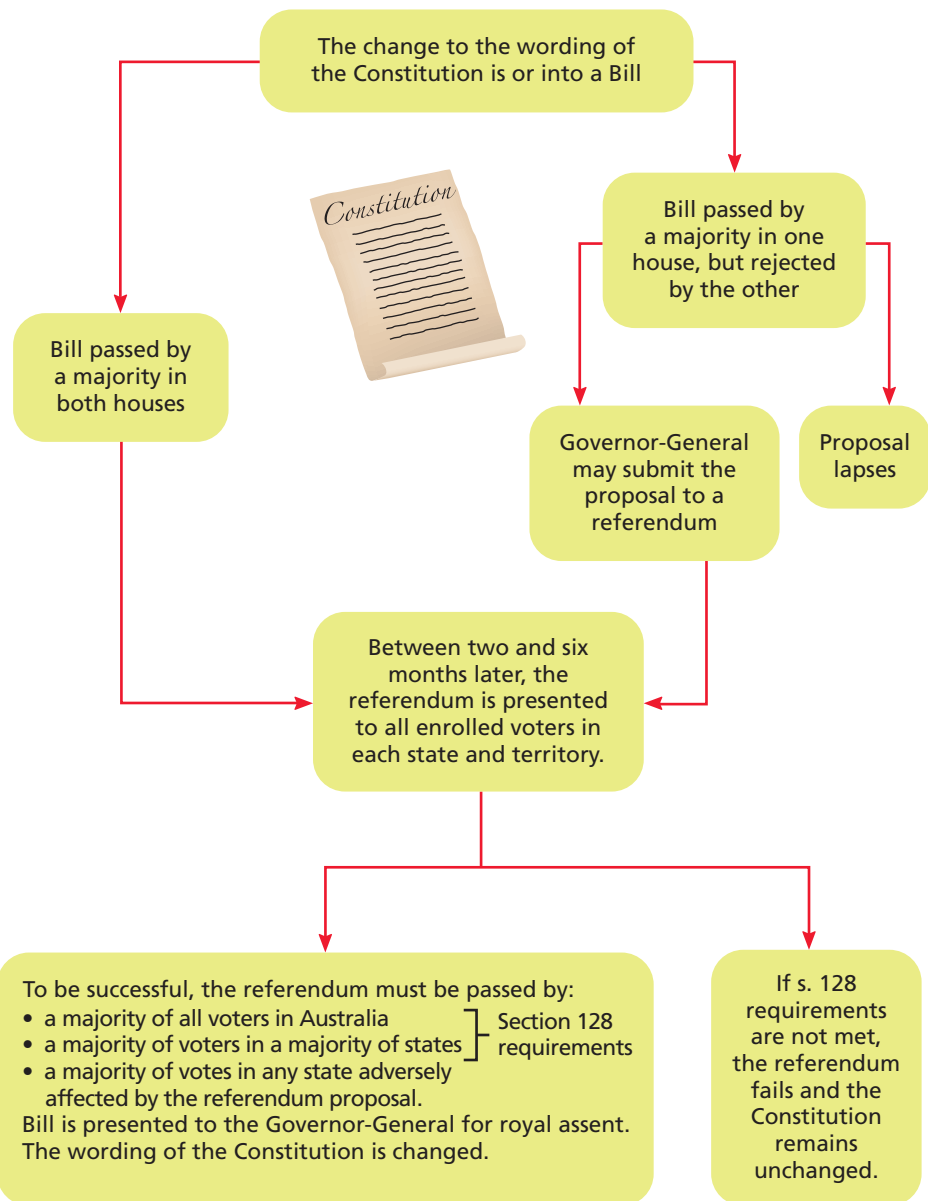 The change to the wording of
the Constitution is or into a Bill
Constitution
Bill passed by
a majority in one
house, but rejected
by the other
Bill passed by
a majority in
both houses
Governor-General
may submit the
proposal to a
referendum
Proposal
lapses
Between two and six
months later, the
referendum is presented
to all enrolled voters in
each state and territory.
To be successful, the referendum must be passed by:
• a majority of all voters in Australia
• a majority of voters in a majority of states
Section 128
requirements
• a majority of votes in any state adversely
affected by the referendum proposal.
Bill is presented to the Governor-General for royal assent.
The wording of the Constitution is changed.
If s. 128
requirements
are not met,
the referendum
fails and the
Constitution
remains
unchanged.